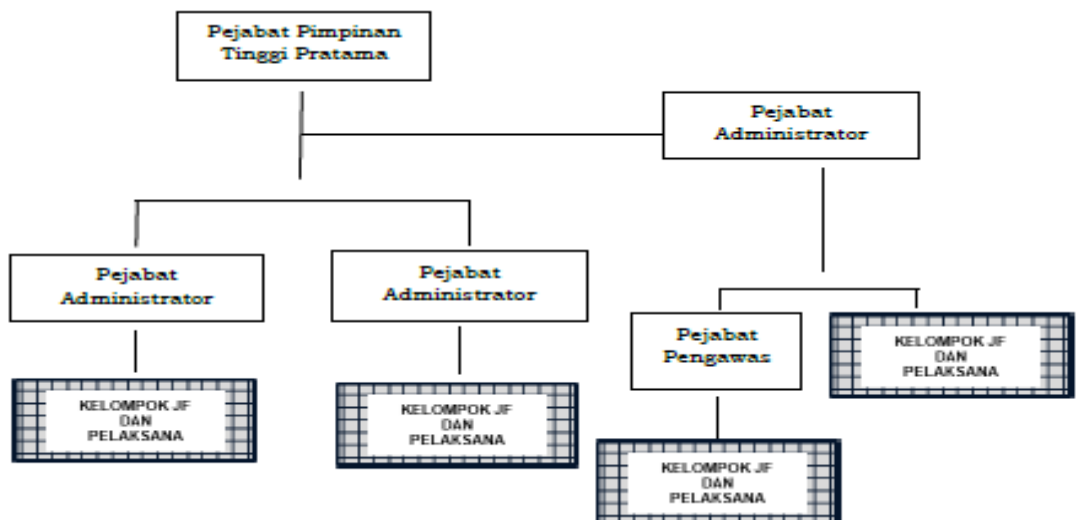 Pejabat Pimpinan
Tinggi Pratama
Pejabat
Administrator
Pejabat
Administrator
Pejabat
Administrator
Pejabat
Pengawas
KELOMPOK JF
DAN
PELAKSANA
KELOMPOK JF
DAN
PELAKSANA
KELOMPOK JF
DAN
PELAKSANA
KELOMPOK JF
DAN
PELAKSANA